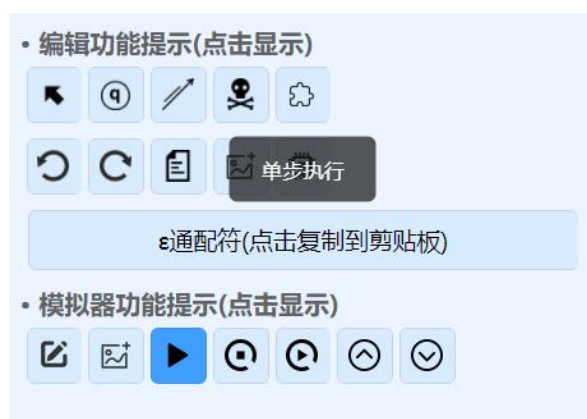 • 编辑功能提示(点击显示)
q
单步执行
ε通配符(点击复制到剪贴板)
• 模拟器功能提示(点击显示)